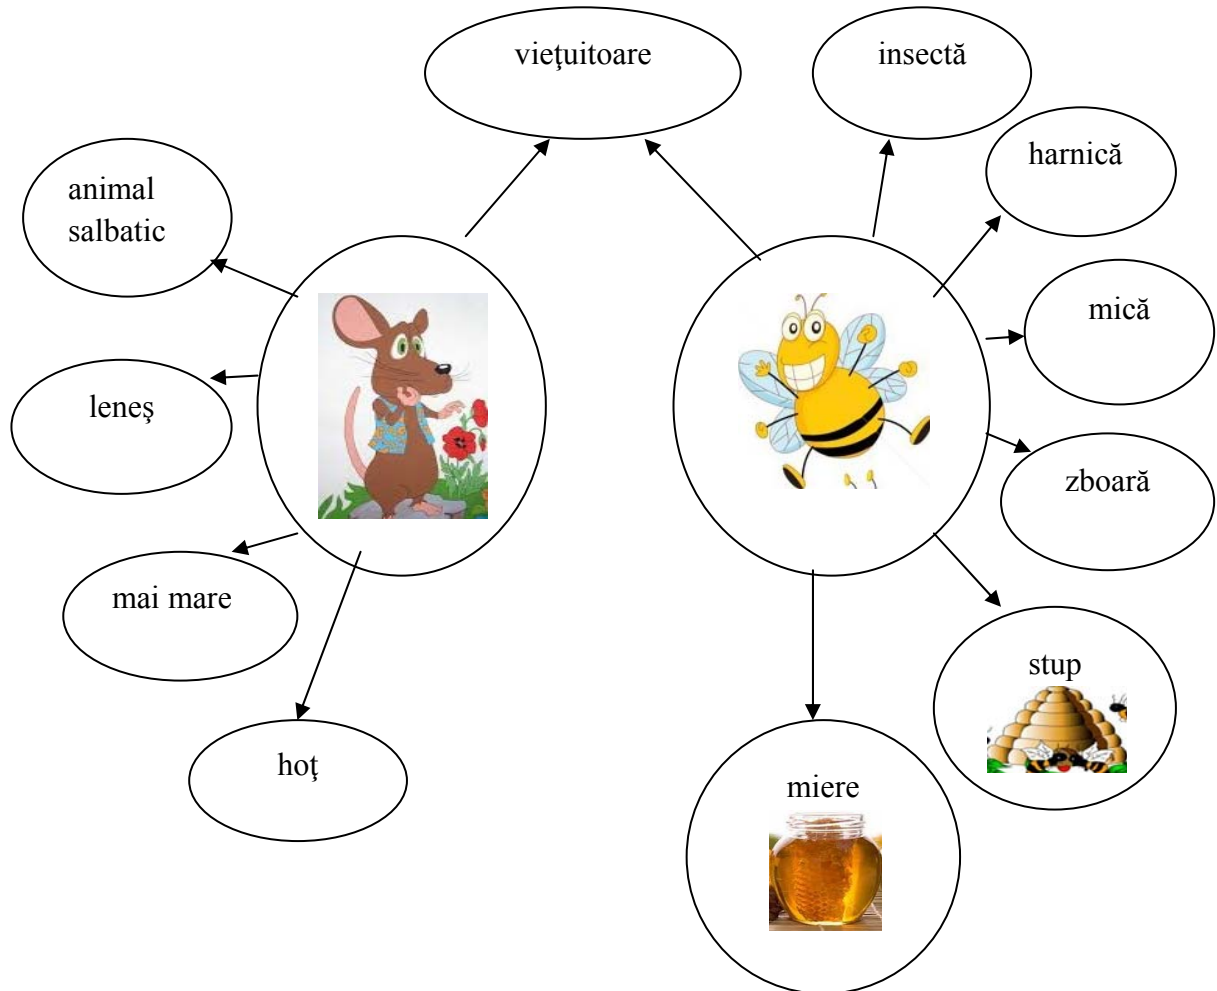 vieţuitoare
insectă
harnică
animal
salbatic
mică
leneş
zboară
mai mare
stup
hoţ
miere